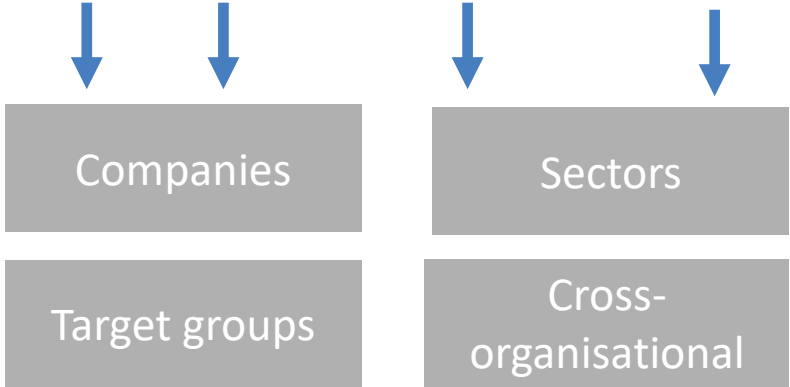 Companies
Sectors
Target groups
Cross-
organisational